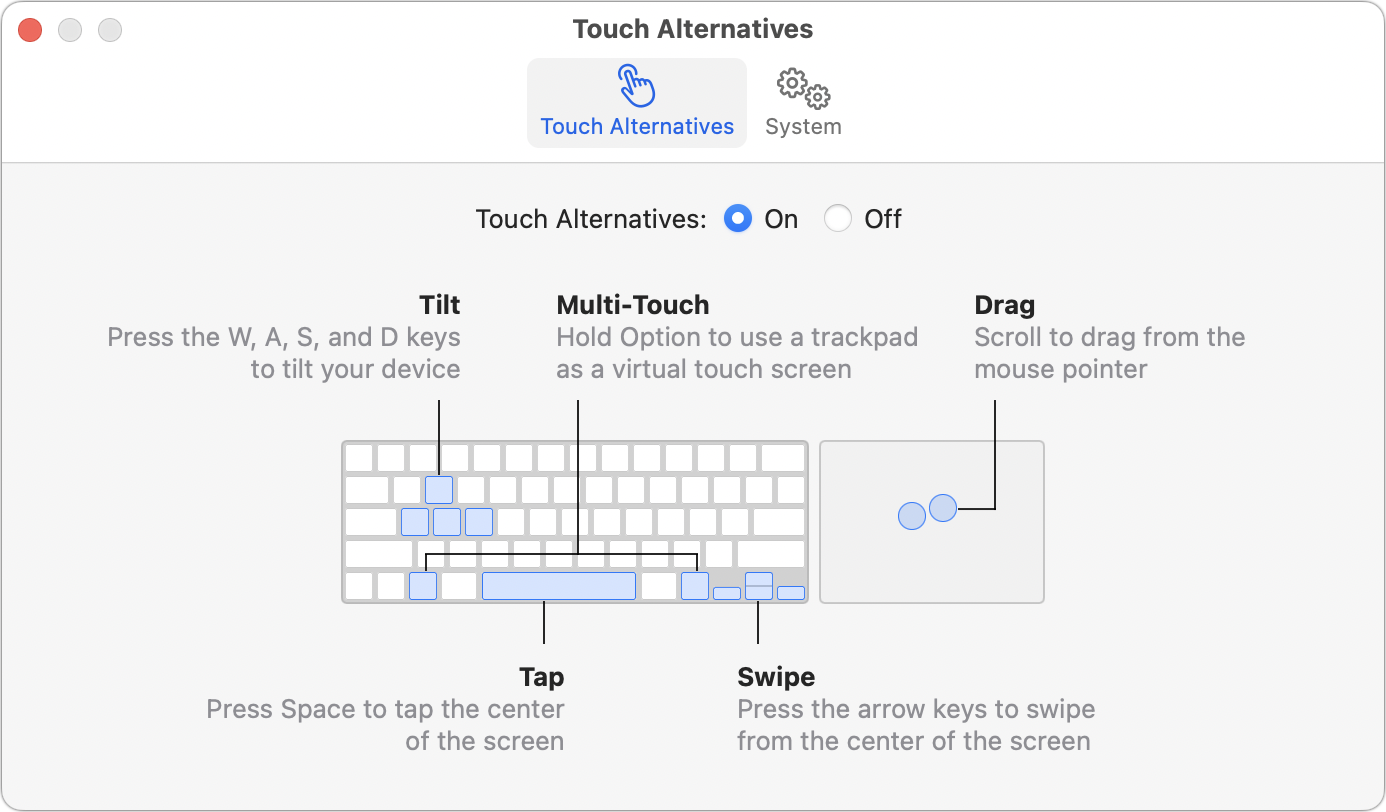 Touch Alternatives
Touch Alternatives
System
Touch Alternatives:
On
Off
Tilt
Press the W, A, S, and D keys
to tilt your device
Multi-Touch
Hold Option to use a trackpad
as a virtual touch screen
Drag
Scroll to drag from the
mouse pointer
Tap
Press Space to tap the center
of the screen
Swipe
Press the arrow keys to swipe
from the center of the screen